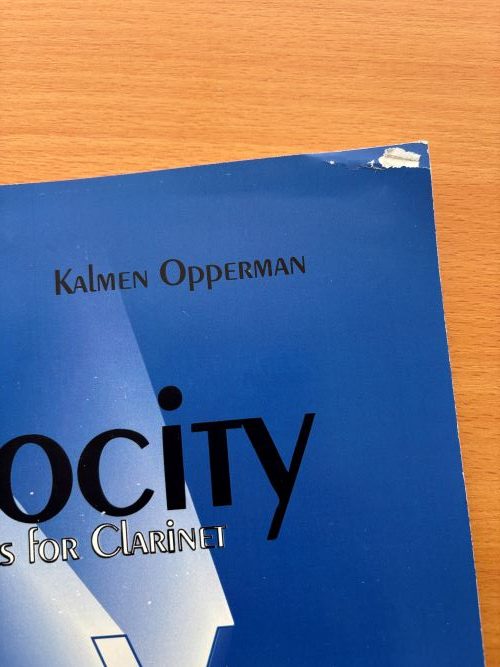 Kalmen Opperman
ocity
s for Clarinet